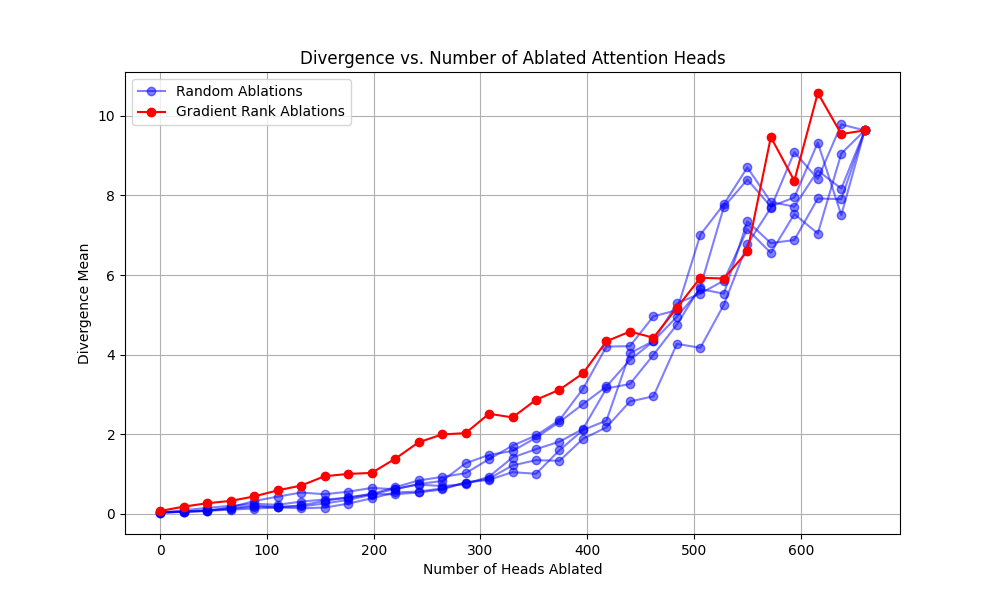 Divergence vs. Number of Ablated Attention Heads
Random Ablations
Gradient Rank Ablations
10
8
6
4
2
0
Divergence Mean
0 100 200 300 400 500 600
Number of Heads Ablated